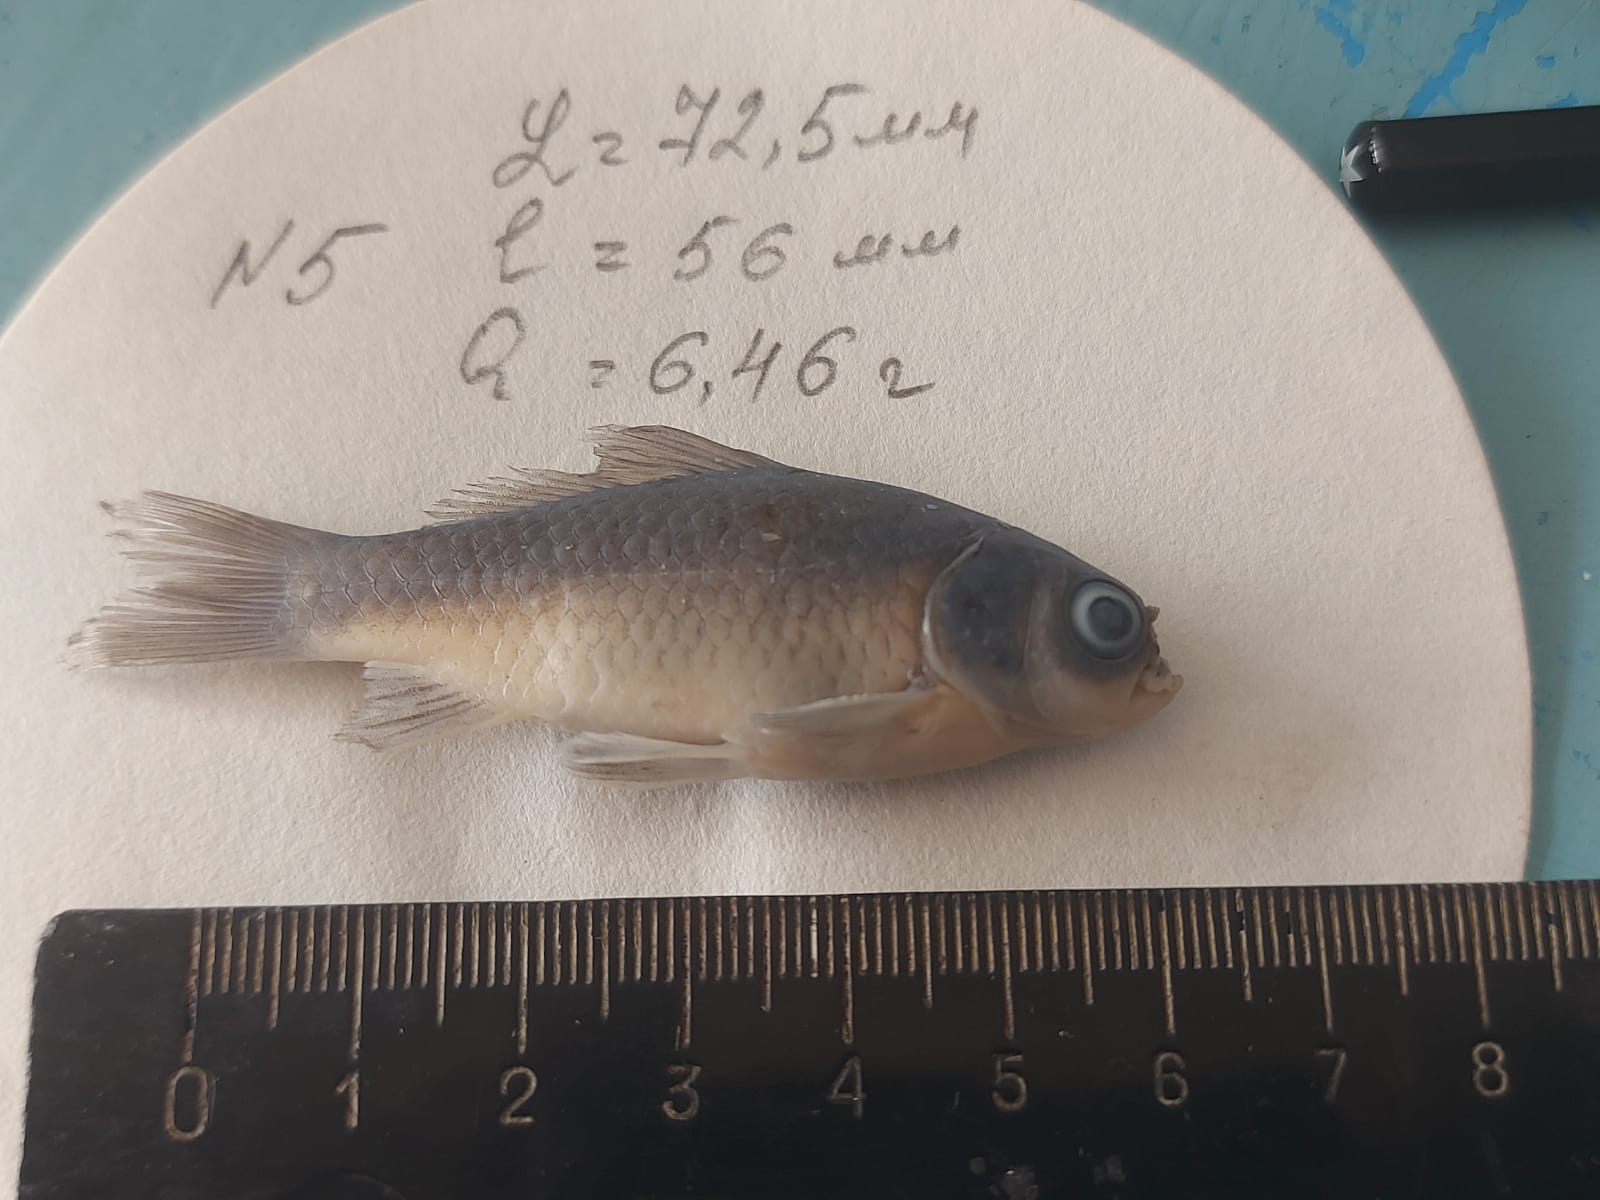 L = 72,5 мм
N5 l = 56 мм
Q = 6,46 г
0 1 2 3 4 5 6 7 8